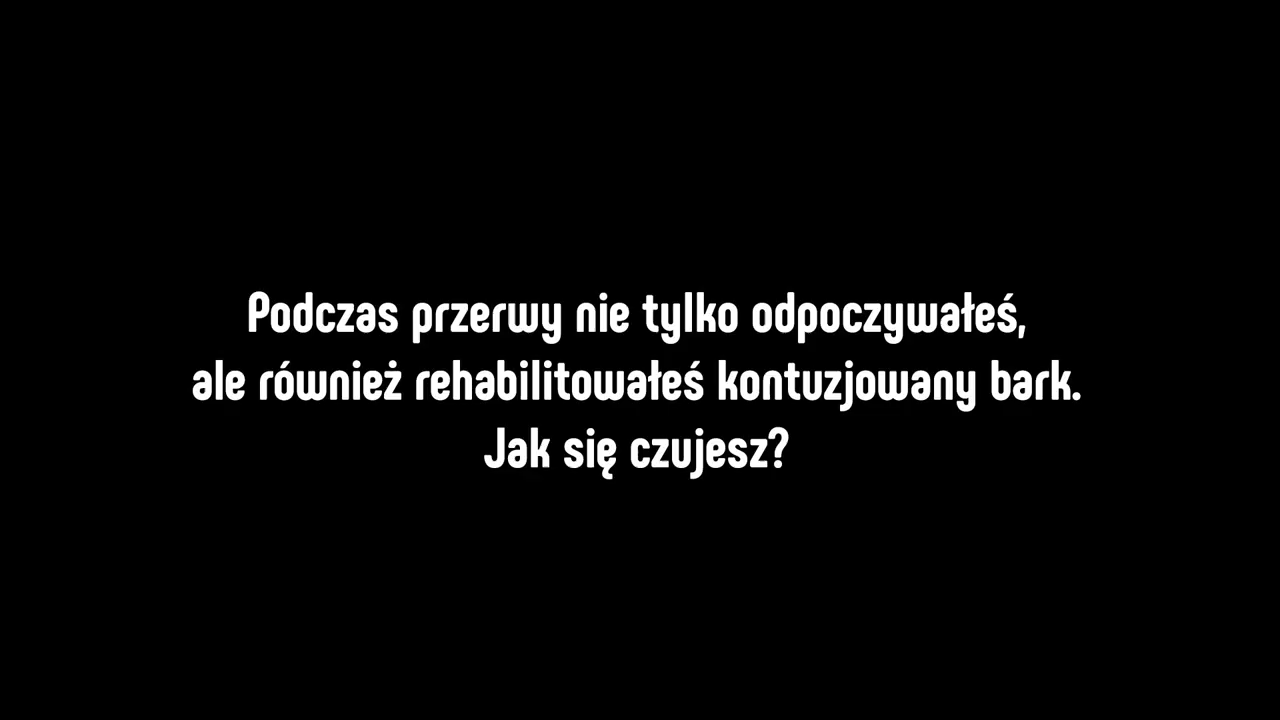 Podczas przerwy nie tylko odpoczywałeś,
ale również rehabilitowałeś kontuzjowany bark.
Jak się czujesz?